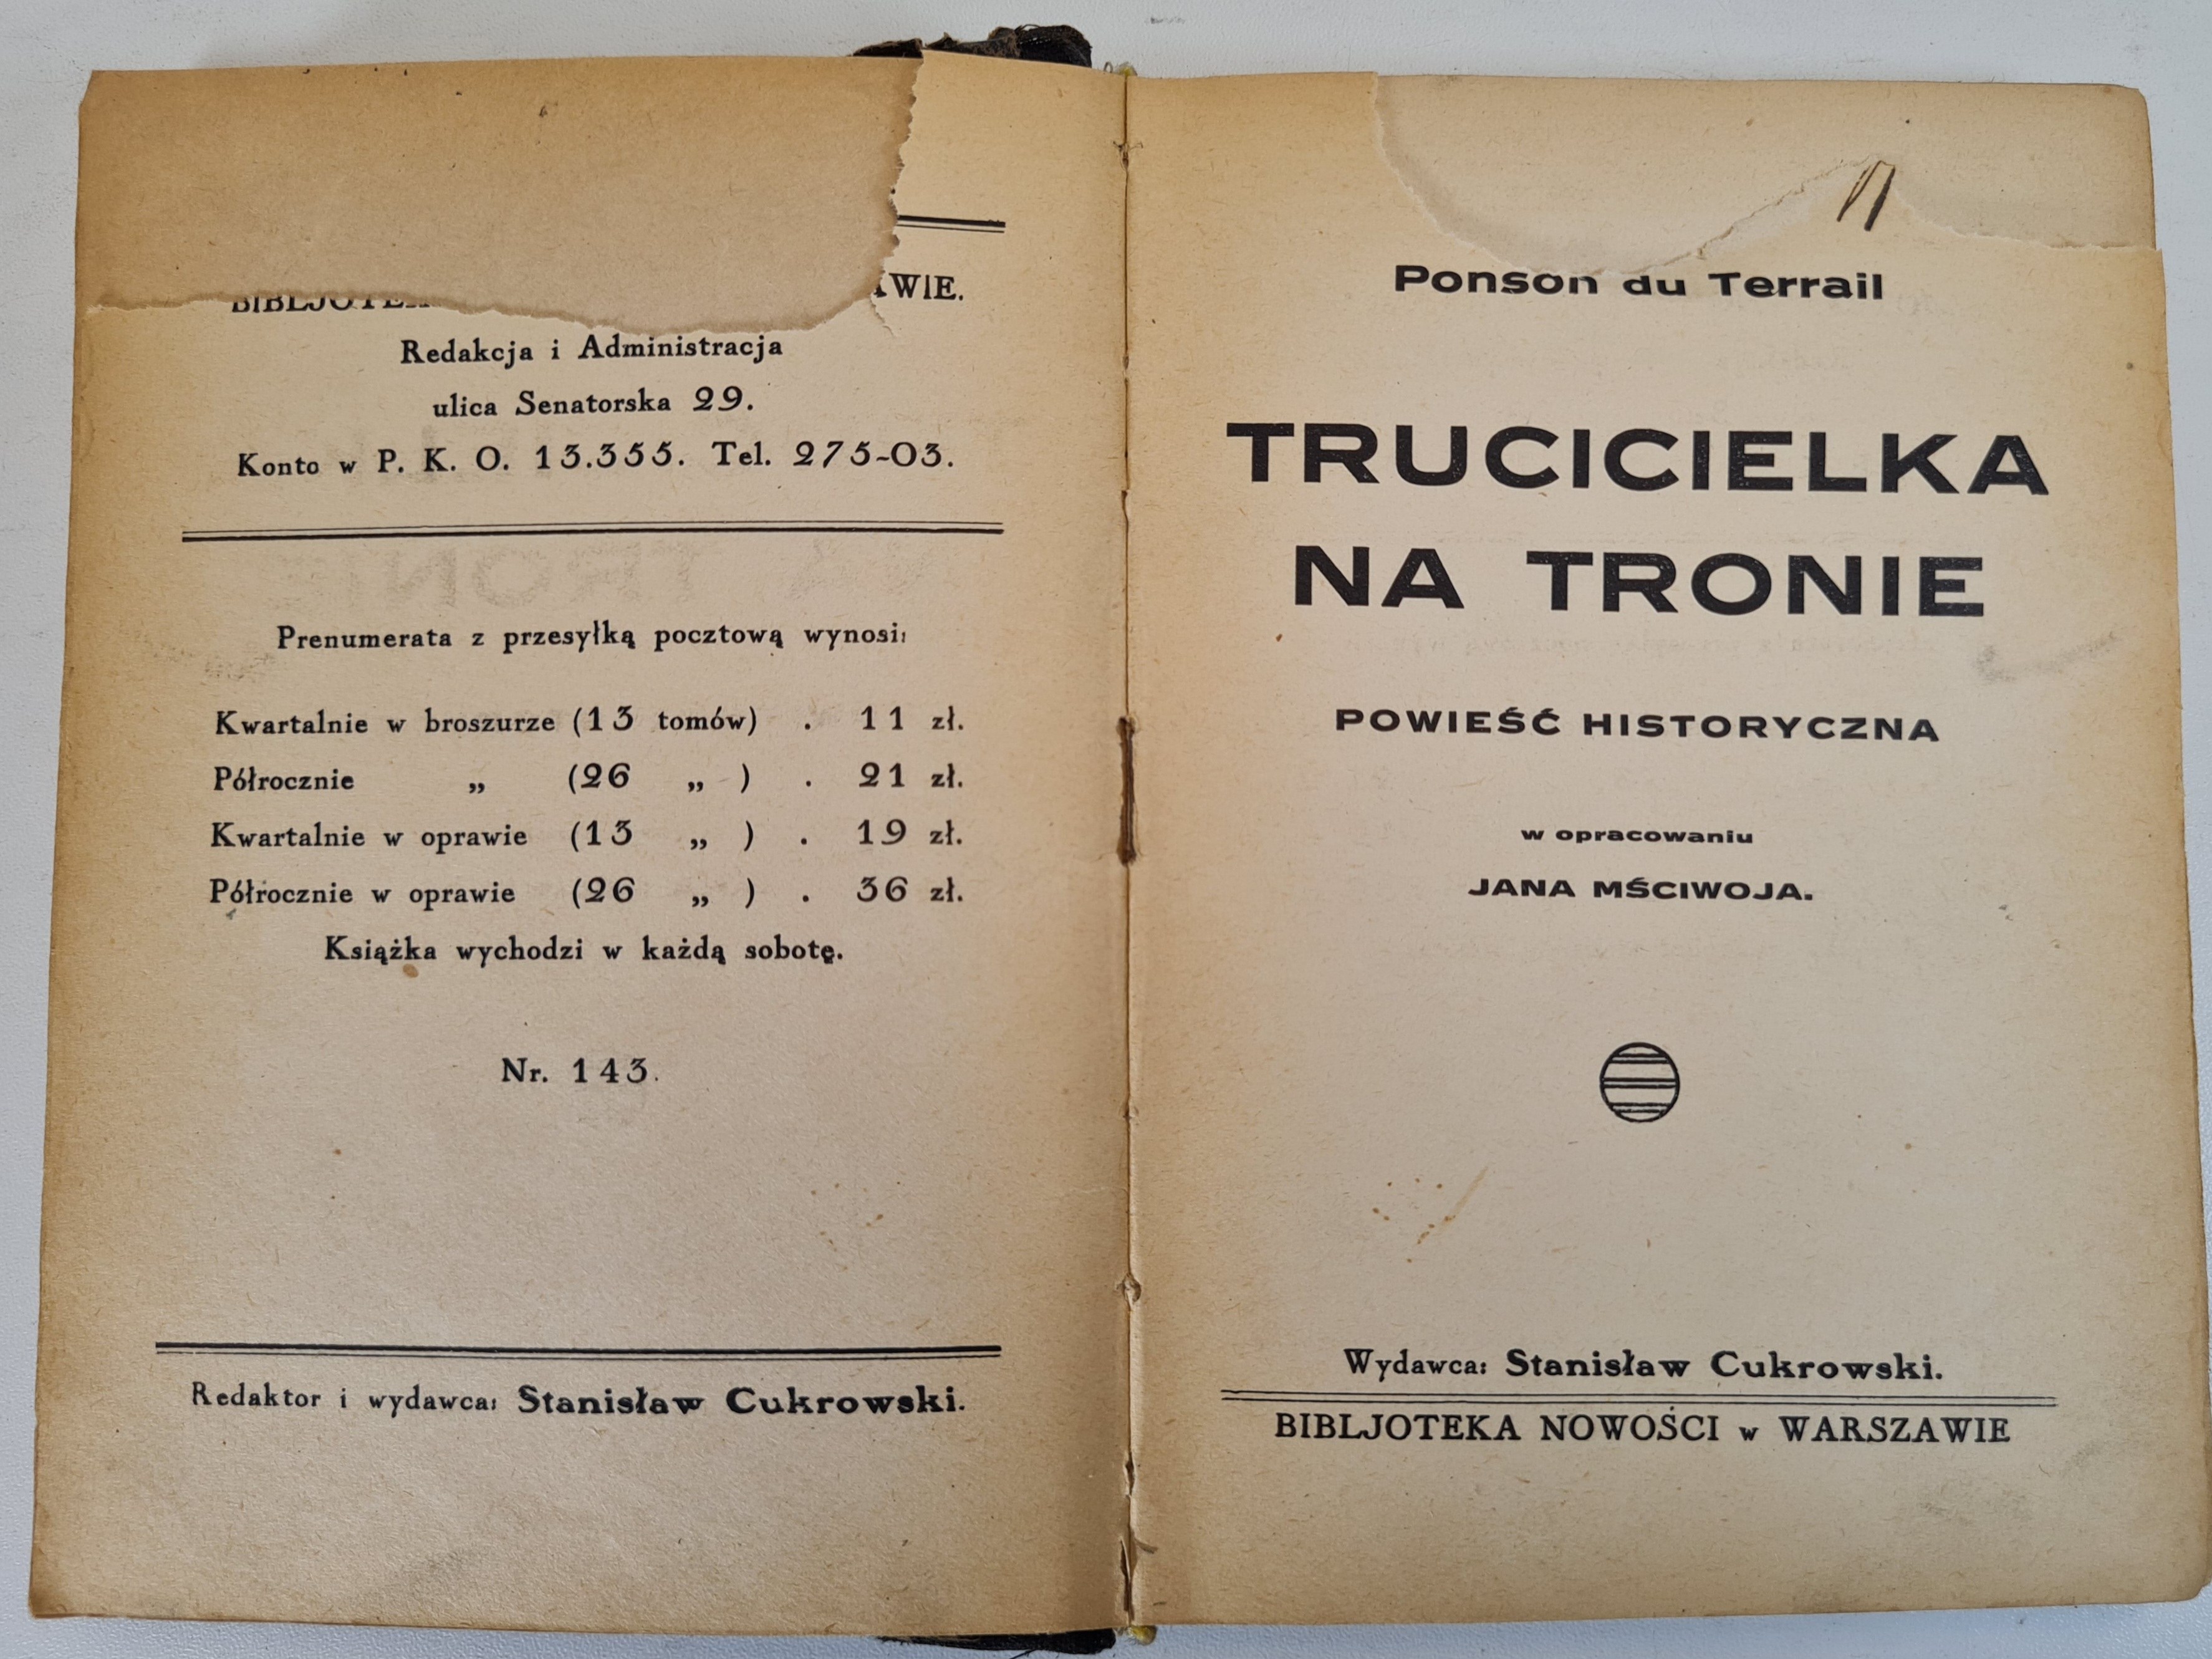 Redakcja i Administracja
ulica Senatorska 29.
Konto w P. K. O. 13.355. Tel. 275-03.
Prenumerata z przesyłką pocztową wynosi:
Kwartalnie w broszurze (13 tomów) . 11 zł.
Półrocznie „ (26 „ ) . 21 zł.
Kwartalnie w oprawie (13 „ ) . 19 zł.
Półrocznie w oprawie (26 „ ) . 36 zł.
Książka wychodzi w każdą sobotę.
Nr. 143.
Redaktor i wydawca: Stanisław Cukrowski.
Ponson du Terrail
TRUCICIELKA
NA TRONIE
POWIEŚĆ HISTORYCZNA
w opracowaniu
JANA MŚCIWOJA.
Wydawca: Stanisław Cukrowski.
BIBLJOTEKA NOWOŚCI w WARSZAWIE